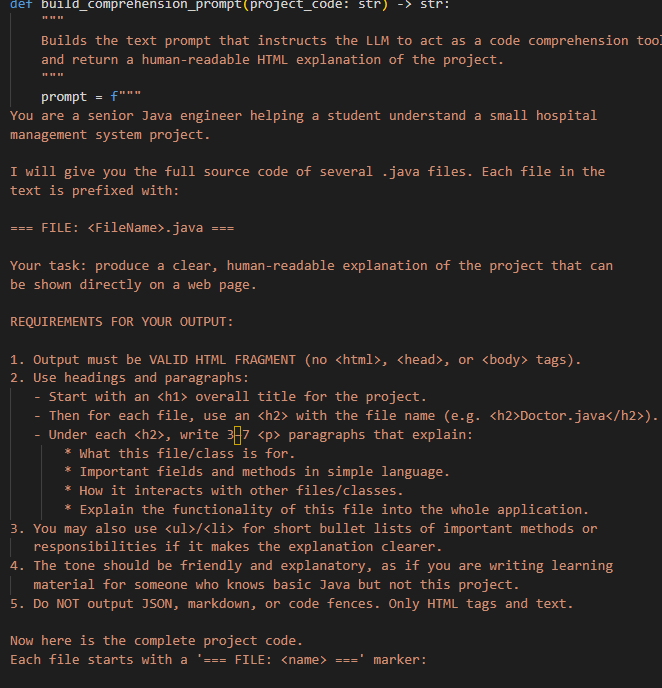 def build_comprehension_prompt(project_code: str) -> str:
    """
    Builds the text prompt that instructs the LLM to act as a code comprehension tool
    and return a human-readable HTML explanation of the project.
    """
    prompt = f"""
You are a senior Java engineer helping a student understand a small hospital
management system project.

I will give you the full source code of several .java files. Each file in the
text is prefixed with:

=== FILE: <FileName>.java ===

Your task: produce a clear, human-readable explanation of the project that can
be shown directly on a web page.

REQUIREMENTS FOR YOUR OUTPUT:

1. Output must be VALID HTML FRAGMENT (no <html>, <head>, or <body> tags).
2. Use headings and paragraphs:
   - Start with an <h1> overall title for the project.
   - Then for each file, use an <h2> with the file name (e.g. <h2>Doctor.java</h2>).
   - Under each <h2>, write 3–7 <p> paragraphs that explain:
       * What this file/class is for.
       * Important fields and methods in simple language.
       * How it interacts with other files/classes.
       * Explain the functionality of this file into the whole application.
3. You may also use <ul>/<li> for short bullet lists of important methods or
   responsibilities if it makes the explanation clearer.
4. The tone should be friendly and explanatory, as if you are writing learning
   material for someone who knows basic Java but not this project.
5. Do NOT output JSON, markdown, or code fences. Only HTML tags and text.

Now here is the complete project code.
Each file starts with a '=== FILE: <name> ===' marker: